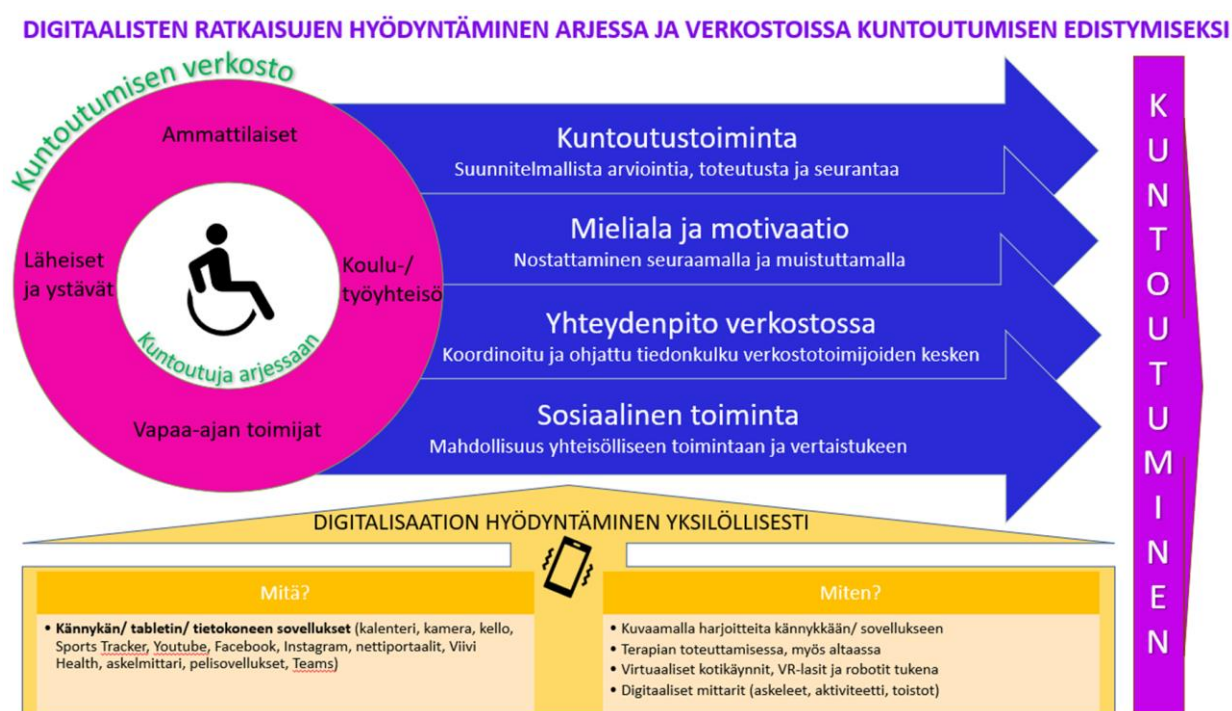 DIGITAALISTEN RATKAISUJEN HYÖDYNTÄMINEN ARJESSA JA VERKOSTOISSA KUNTOUTUMISEN EDISTYMISEKSI
Kuntoutumisen verkosto
Ammattilaiset
Läheiset
ja ystävät
Koulu-/
työyhteisö
Kuntoutuja arjessaan
Vapaa-ajan toimijat
Kuntoutustoiminta
Suunnitelmallista arviointia, toteutusta ja seurantaa
Mieliala ja motivaatio
Nostattaminen seuraamalla ja muistuttamalla
Yhteydenpito verkostossa
Koordinoitu ja ohjattu tiedonkulku verkostotoimijoiden kesken
Sosiaalinen toiminta
Mahdollisuus yhteisölliseen toimintaan ja vertaistukeen
KUNTOUTUMINEN
DIGITALISAATION HYÖDYNTÄMINEN YKSILÖLLISESTI
Mitä?
• Kännykän/ tabletin/ tietokoneen sovellukset (kalenteri, kamera, kello,
Sports Tracker, Youtube, Facebook, Instagram, nettiportaalit, Viivi
Health, askelmittari, pelisovellukset, Teams)
Miten?
• Kuvaamalla harjoitteita kännykkään/ sovellukseen
• Terapian toteuttamisessa, myös altaassa
• Virtuaaliset kotikäynnit, VR-lasit ja robotit tukena
• Digitaaliset mittarit (askeleet, aktiviteetti, toistot)